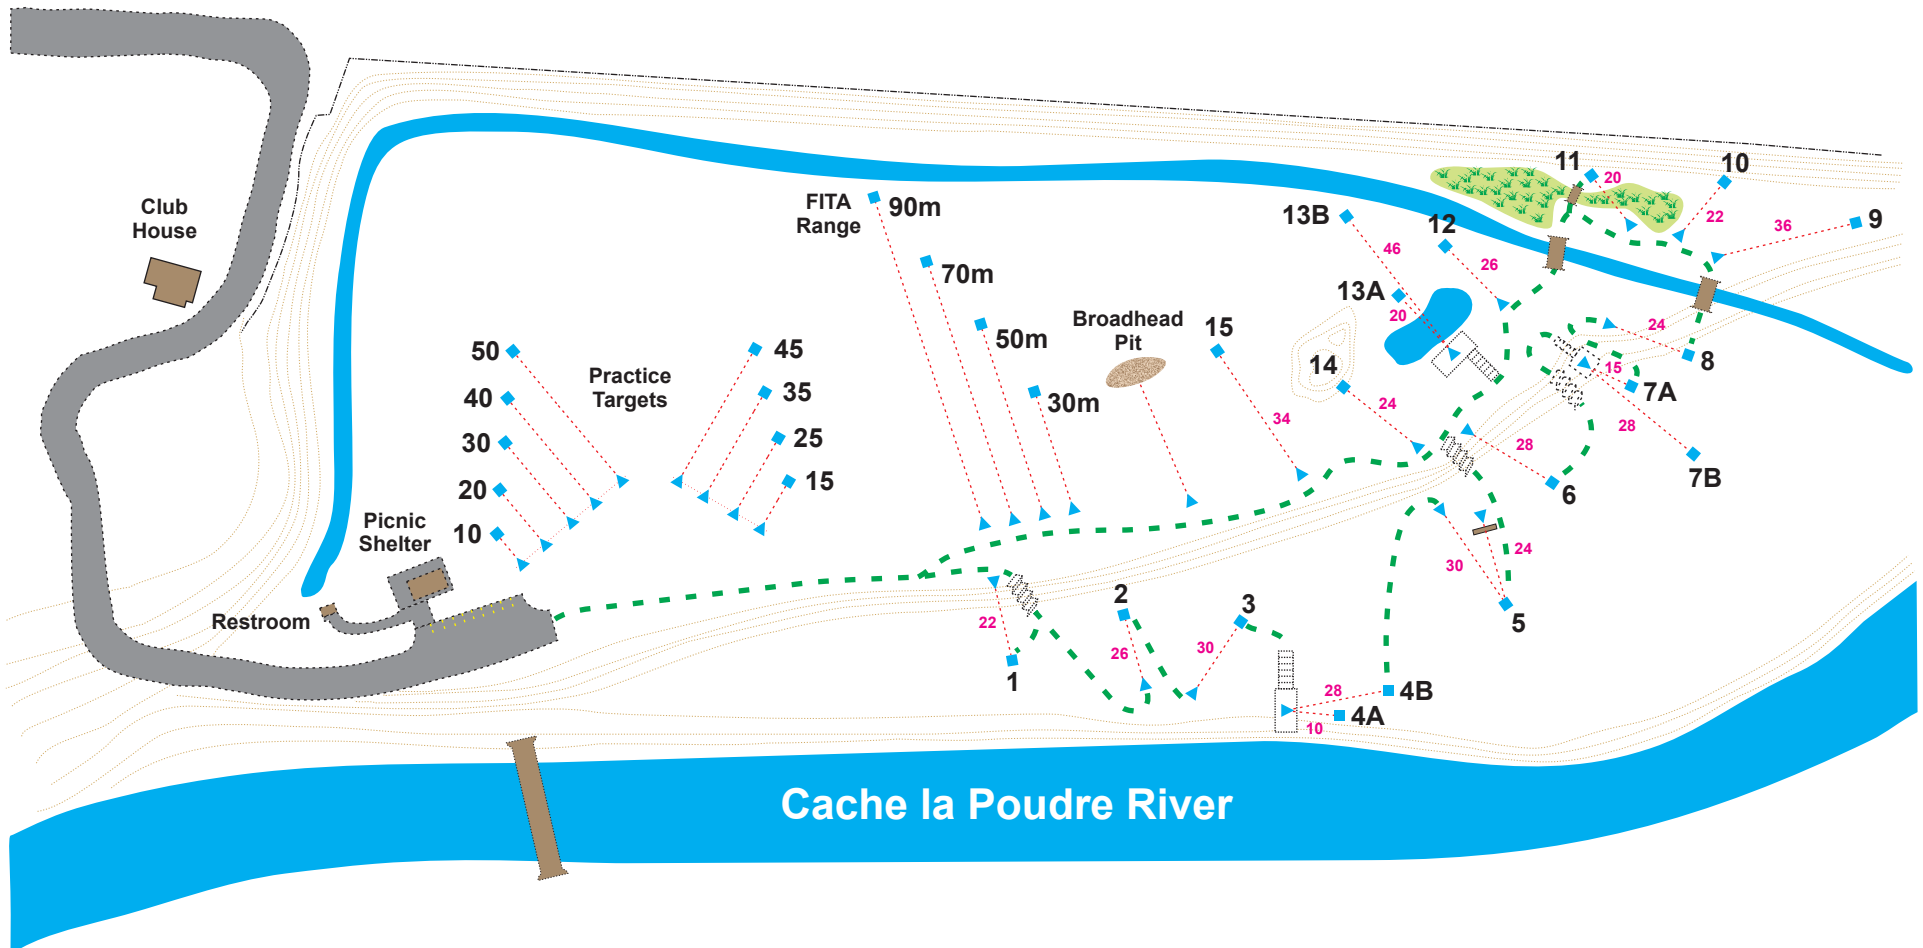 Club
House
Restroom
Picnic
Shelter
Practice
Targets
50
40
30
20
10
45
35
25
15
FITA
Range
90m
70m
50m
30m
Broadhead
Pit
15
34
14
24
13B
46
13A
20
12
26
11
20
10
22
9
36
24
8
15
7A
28
7B
28
6
24
30
5
22
1
2
26
3
30
28
4B
4A
10
Cache la Poudre River